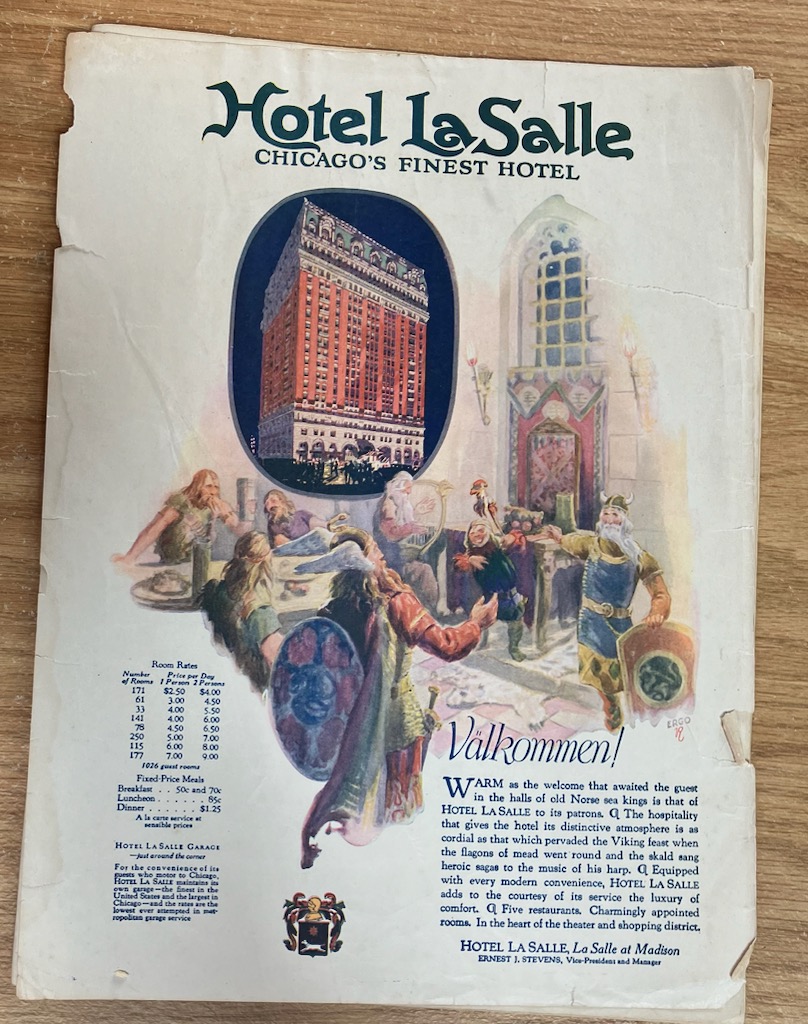 Hotel LaSalle
CHICAGO'S FINEST HOTEL
ERGO
Room Rates
Number Price per Day
of Rooms 1 Person 2 Persons
171 $2.50 $4.00
61 3.00 4.50
33 4.00 5.50
141 4.00 6.00
78 4.50 6.50
250 5.00 7.00
115 6.00 8.00
177 7.00 9.00
1026 guest rooms
Fixed-Price Meals
Breakfast . . 50c and 70c
Luncheon . . . . . . 85c
Dinner . . . . . . . $1.25
A la carte service at
sensible prices
HOTEL LA SALLE GARAGE
—just around the corner
For the convenience of its
guests who motor to Chicago,
HOTEL LA SALLE maintains its
own garage—the finest in the
United States and the largest in
Chicago—and the rates are the
lowest ever attempted in met-
ropolitan garage service
Välkommen!
WARM as the welcome that awaited the guest
in the halls of old Norse sea kings is that of
HOTEL LA SALLE to its patrons. ¶ The hospitality
that gives the hotel its distinctive atmosphere is as
cordial as that which pervaded the Viking feast when
the flagons of mead went round and the skald sang
heroic sagas to the music of his harp. ¶ Equipped
with every modern convenience, HOTEL LA SALLE
adds to the courtesy of its service the luxury of
comfort. ¶ Five restaurants. Charmingly appointed
rooms. In the heart of the theater and shopping district.
HOTEL LA SALLE, La Salle at Madison
ERNEST J. STEVENS, Vice-President and Manager